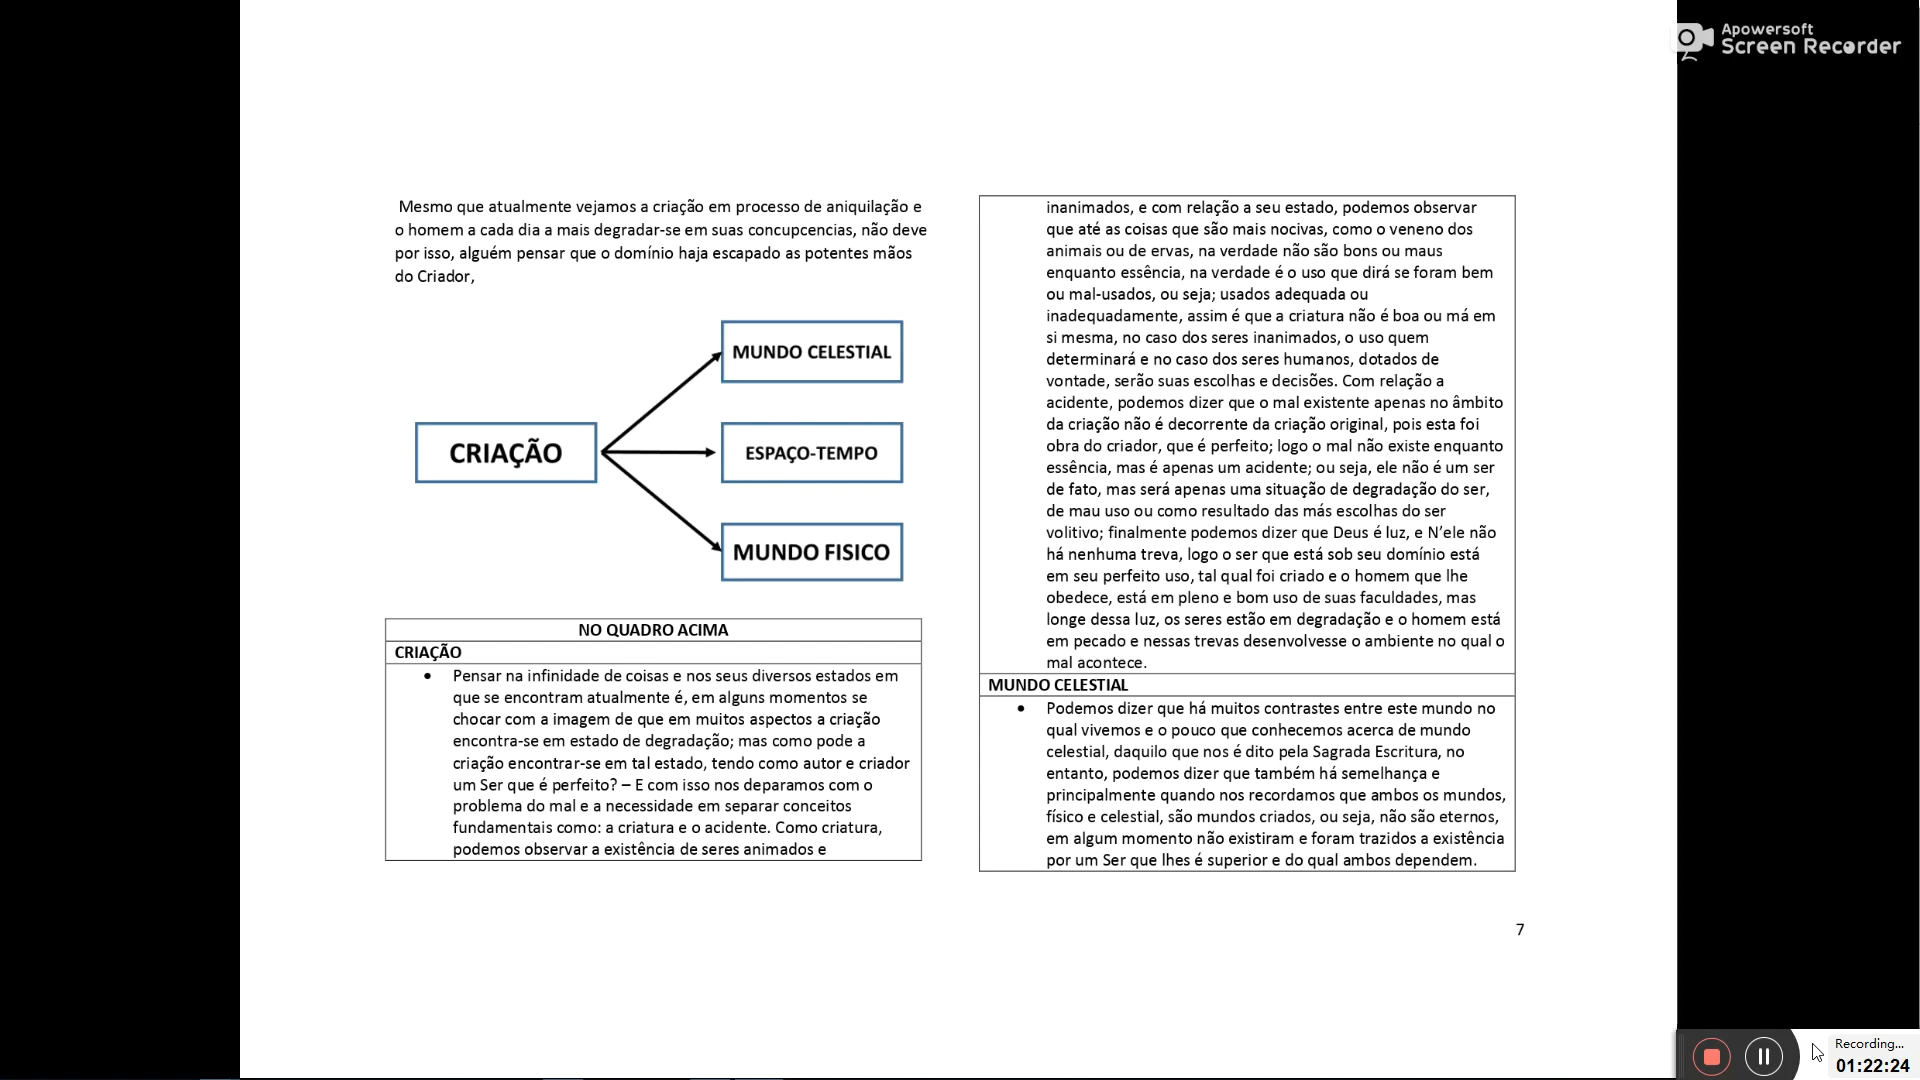 Mesmo que atualmente vejamos a criação em processo de aniquilação e
o homem a cada dia a mais degradar-se em suas concupcencias, não deve
por isso, alguém pensar que o domínio haja escapado as potentes mãos
do Criador,
MUNDO CELESTIAL
CRIAÇÃO
ESPAÇO-TEMPO
MUNDO FISICO
NO QUADRO ACIMA
CRIAÇÃO
• Pensar na infinidade de coisas e nos seus diversos estados em
que se encontram atualmente é, em alguns momentos se
chocar com a imagem de que em muitos aspectos a criação
encontra-se em estado de degradação; mas como pode a
criação encontrar-se em tal estado, tendo como autor e criador
um Ser que é perfeito? – E com isso nos deparamos com o
problema do mal e a necessidade em separar conceitos
fundamentais como: a criatura e o acidente. Como criatura,
podemos observar a existência de seres animados e
inanimados, e com relação a seu estado, podemos observar
que até as coisas que são mais nocivas, como o veneno dos
animais ou de ervas, na verdade não são bons ou maus
enquanto essência, na verdade é o uso que dirá se foram bem
ou mal-usados, ou seja; usados adequada ou
inadequadamente, assim é que a criatura não é boa ou má em
si mesma, no caso dos seres inanimados, o uso quem
determinará e no caso dos seres humanos, dotados de
vontade, serão suas escolhas e decisões. Com relação a
acidente, podemos dizer que o mal existente apenas no âmbito
da criação não é decorrente da criação original, pois esta foi
obra do criador, que é perfeito; logo o mal não existe enquanto
essência, mas é apenas um acidente; ou seja, ele não é um ser
de fato, mas será apenas uma situação de degradação do ser,
de mau uso ou como resultado das más escolhas do ser
volitivo; finalmente podemos dizer que Deus é luz, e N’ele não
há nenhuma treva, logo o ser que está sob seu domínio está
em seu perfeito uso, tal qual foi criado e o homem que lhe
obedece, está em pleno e bom uso de suas faculdades, mas
longe dessa luz, os seres estão em degradação e o homem está
em pecado e nessas trevas desenvolvesse o ambiente no qual o
mal acontece.
MUNDO CELESTIAL
• Podemos dizer que há muitos contrastes entre este mundo no
qual vivemos e o pouco que conhecemos acerca de mundo
celestial, daquilo que nos é dito pela Sagrada Escritura, no
entanto, podemos dizer que também há semelhança e
principalmente quando nos recordamos que ambos os mundos,
físico e celestial, são mundos criados, ou seja, não são eternos,
em algum momento não existiram e foram trazidos a existência
por um Ser que lhes é superior e do qual ambos dependem.
7
Apowersoft
Screen Recorder
Recording...
01:22:24